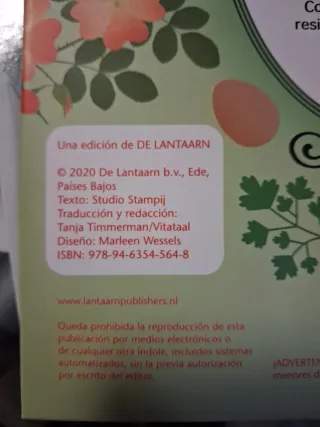 Co
resi
Una edición de DE LANTAARN
© 2020 De Lantaarn b.v., Ede,
Países Bajos
Texto: Studio Stampij
Traducción y redacción:
Tanja Timmerman/Vitataal
Diseño: Marleen Wessels
ISBN: 978-94-6354-564-8
www.lantaarnpublishers.nl
Queda prohibida la reproducción de esta
publicación por medios electrónicos o
de cualquier otra índole, incluidos sistemas
automatizados, sin la previa autorización
por escrito del editor.
¡ADVERTEN
menores d